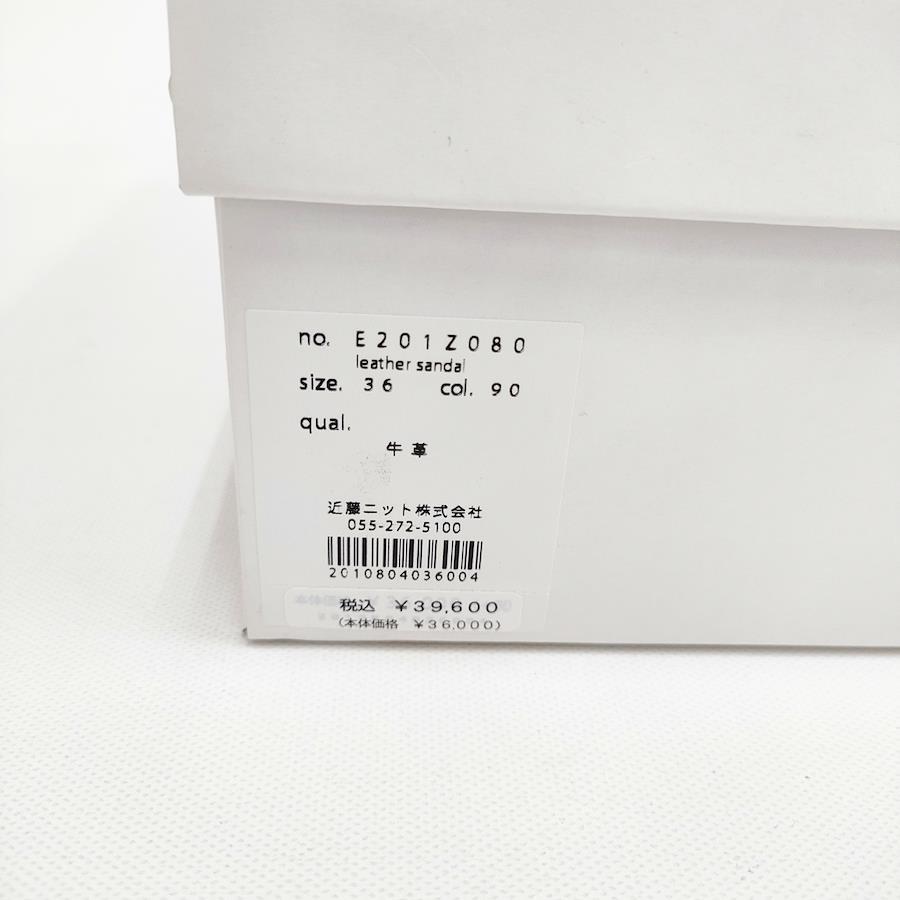 no. E201Z080
leather sandal
size. 36 col. 90
qual.
牛革
近藤ニット株式会社
055-272-5100
2010804036004
税込 ¥39,600
(本体価格 ¥36,000)